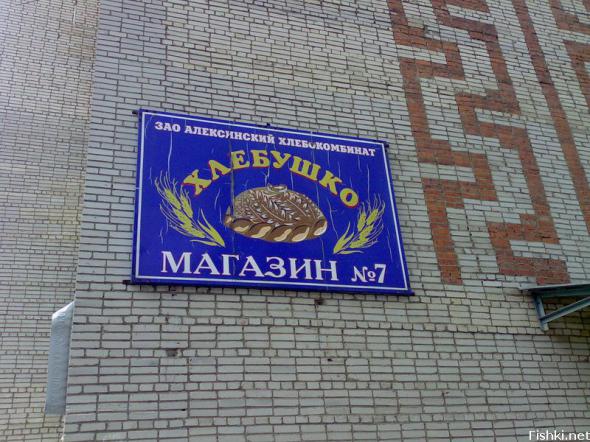 ЗАО АЛЕКСИНСКИЙ ХЛЕБОКОМБИНАТ
ХЛЕБУШКО
МАГАЗИН №7
Fishki.net